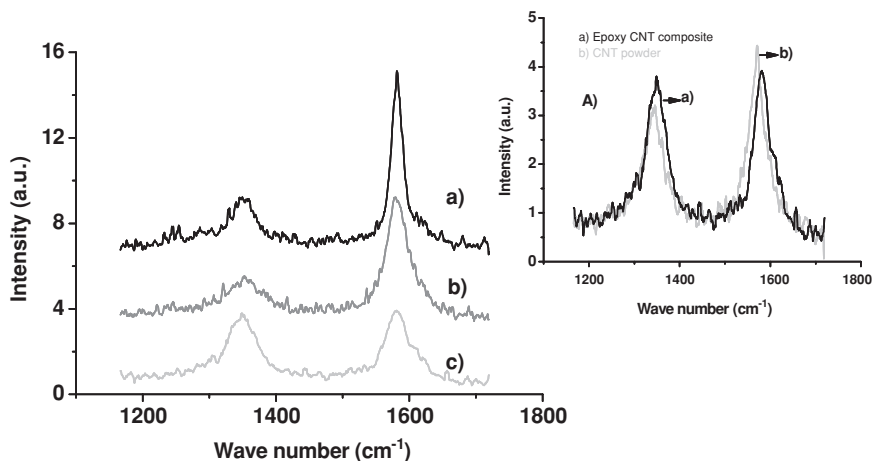 16
12
8
4
0
Intensity (a.u.)
a)
b)
c)
1200 1400 1600 1800
Wave number (cm⁻¹)
5
4
3
2
1
0
Intensity (a.u.)
a) Epoxy CNT composite
b) CNT powder
A)
a)
b)
1200 1400 1600 1800
Wave number (cm⁻¹)